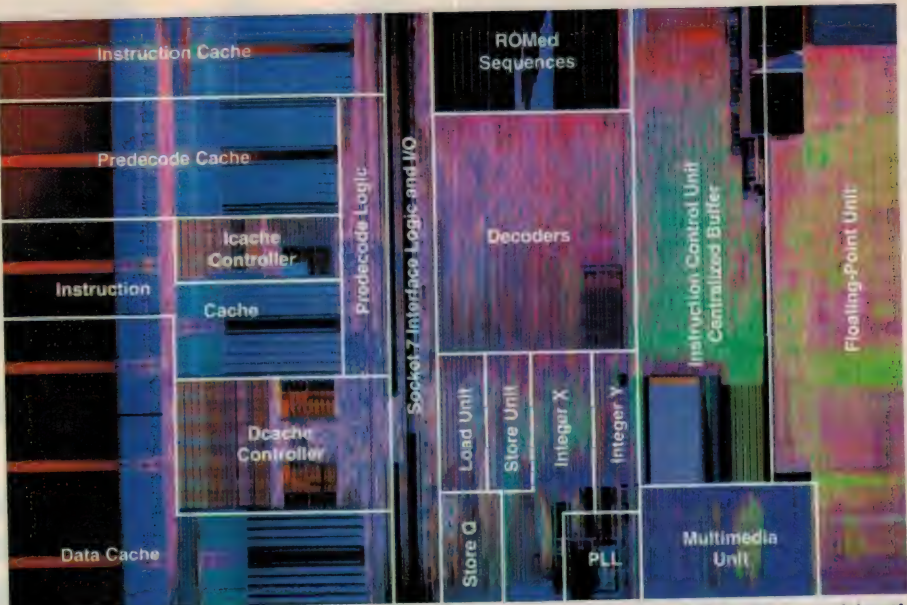 Instruction Cache
Predecode Cache
Icache
Controller
Instruction
Cache
Dcache
Controller
Data Cache
Predecode Logic
Socket 7 Interface Logic and I/O
ROMed
Sequences
Decoders
Load Unit
Store Unit
Integer X
Integer Y
Store Q
PLL
Instruction Control Unit
Centralized Buffer
Multimedia
Unit
Floating-Point Unit